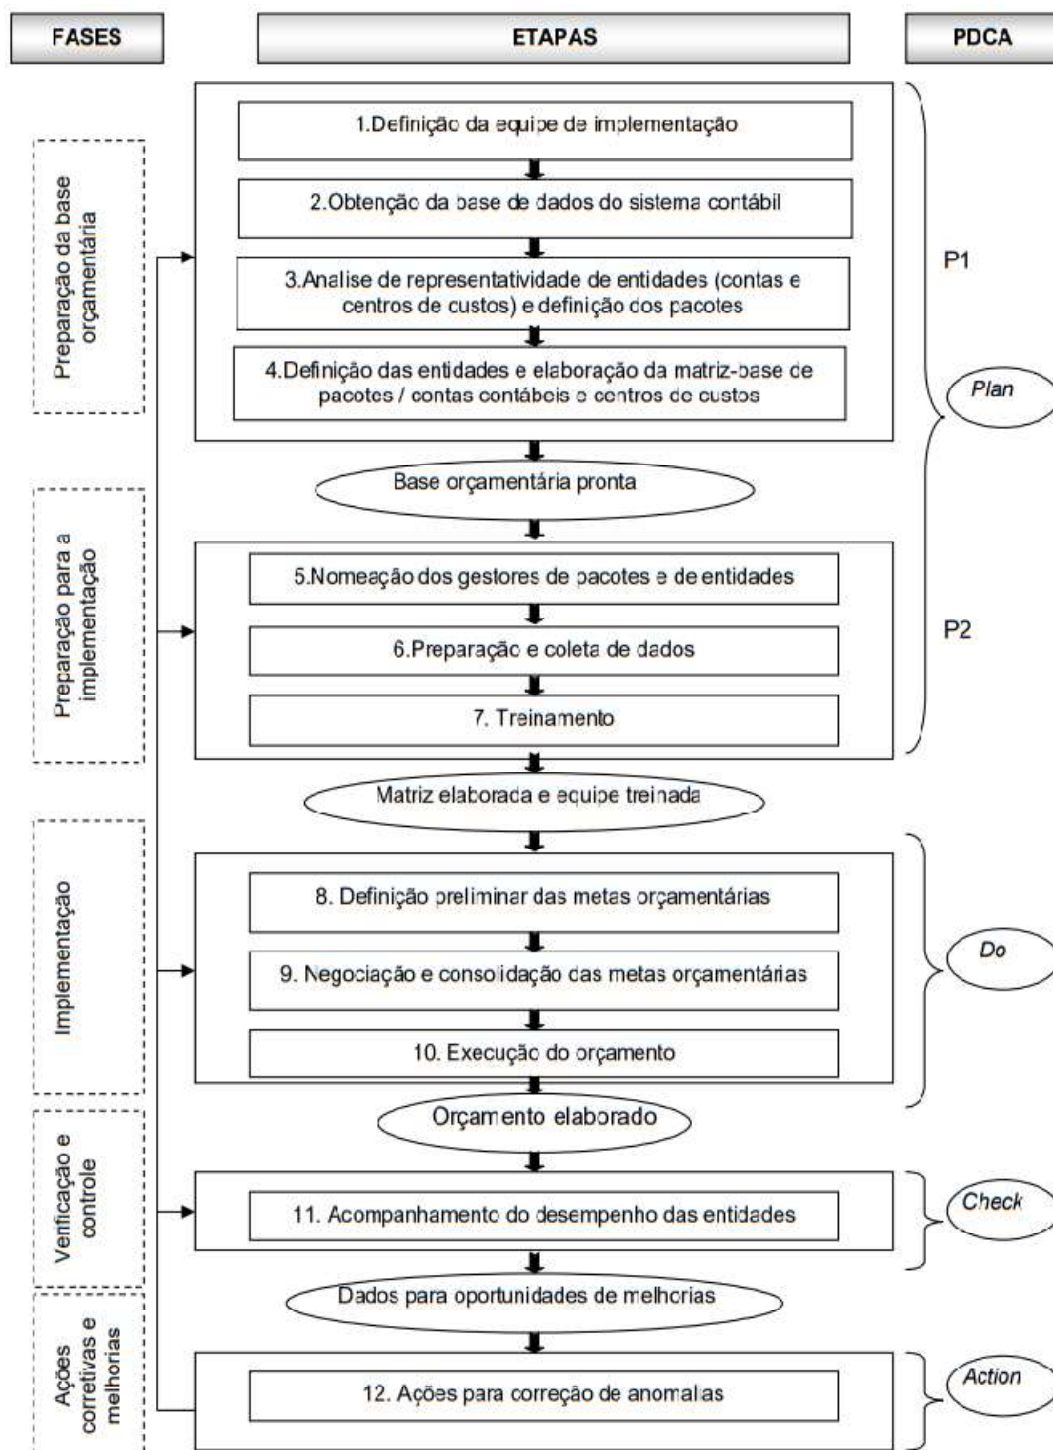 FASES
ETAPAS
PDCA
Preparação da base
orçamentária
1.Definição da equipe de implementação
2.Obtenção da base de dados do sistema contábil
3.Analise de representatividade de entidades (contas e
centros de custos) e definição dos pacotes
4.Definição das entidades e elaboração da matriz-base de
pacotes / contas contábeis e centros de custos
P1
Plan
Base orçamentária pronta
Preparação para a
implementação
5.Nomeação dos gestores de pacotes e de entidades
6.Preparação e coleta de dados
7. Treinamento
P2
Matriz elaborada e equipe treinada
Implementação
8. Definição preliminar das metas orçamentárias
9. Negociação e consolidação das metas orçamentárias
10. Execução do orçamento
Do
Orçamento elaborado
Verificação e
controle
11. Acompanhamento do desempenho das entidades
Check
Dados para oportunidades de melhorias
Ações
corretivas e
melhorias
12. Ações para correção de anomalias
Action